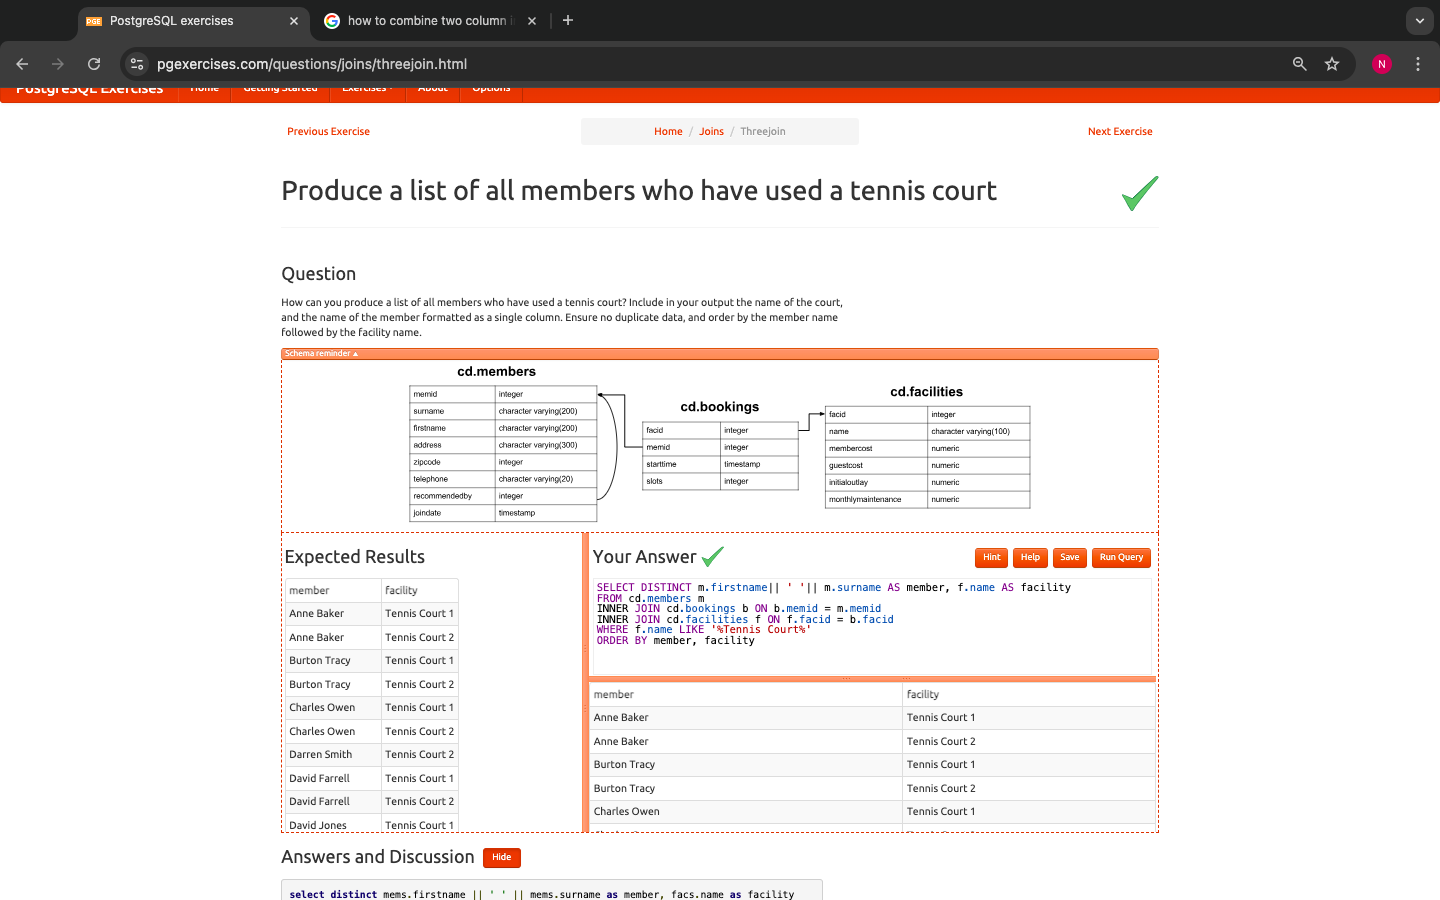 PostgreSQL exercises
how to combine two column i
pgexercises.com/questions/joins/threejoin.html
N
PostgreSQL Exercises Home Getting Started Exercises About Options
Previous Exercise
Home / Joins / Threejoin
Next Exercise
Produce a list of all members who have used a tennis court
Question
How can you produce a list of all members who have used a tennis court? Include in your output the name of the court,
and the name of the member formatted as a single column. Ensure no duplicate data, and order by the member name
followed by the facility name.
Schema reminder
cd.members
memid integer
surname character varying(200)
firstname character varying(200)
address character varying(300)
zipcode integer
telephone character varying(20)
recommendedby integer
joindate timestamp
cd.bookings
facid integer
memid integer
starttime timestamp
slots integer
cd.facilities
facid integer
name character varying(100)
membercost numeric
guestcost numeric
initialoutlay numeric
monthlymaintenance numeric
Expected Results
member facility
Anne Baker Tennis Court 1
Anne Baker Tennis Court 2
Burton Tracy Tennis Court 1
Burton Tracy Tennis Court 2
Charles Owen Tennis Court 1
Charles Owen Tennis Court 2
Darren Smith Tennis Court 2
David Farrell Tennis Court 1
David Farrell Tennis Court 2
David Jones Tennis Court 1
Your Answer
Hint Help Save Run Query
SELECT DISTINCT m.firstname|| ' '|| m.surname AS member, f.name AS facility
FROM cd.members m
INNER JOIN cd.bookings b ON b.memid = m.memid
INNER JOIN cd.facilities f ON f.facid = b.facid
WHERE f.name LIKE '%Tennis Court%'
ORDER BY member, facility
member facility
Anne Baker Tennis Court 1
Anne Baker Tennis Court 2
Burton Tracy Tennis Court 1
Burton Tracy Tennis Court 2
Charles Owen Tennis Court 1
Answers and Discussion Hide
select distinct mems.firstname || ' ' || mems.surname as member, facs.name as facility